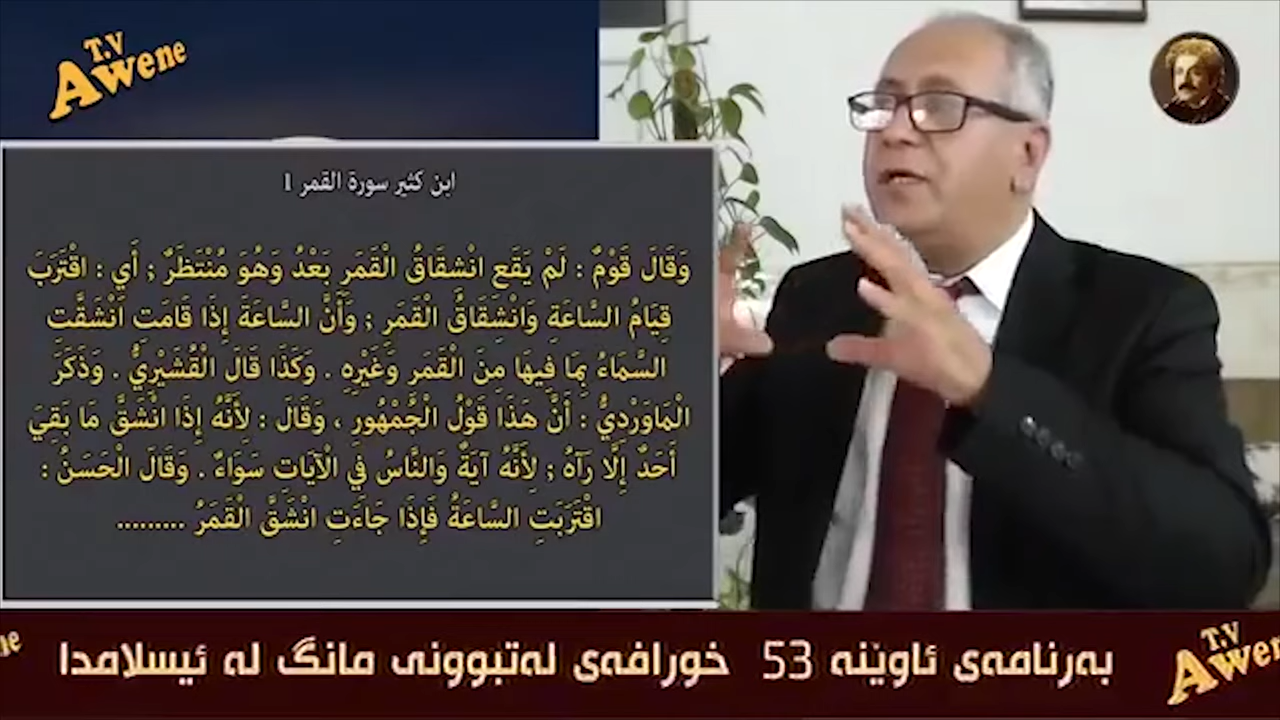 T.V
Awene
ابن كثير سورة القمر 1
وَقَالَ قَوْمٌ : لَمْ يَقَع انْشقَاقُ الْقَمَرِ بَعْدُ وَهُوَ مُنْتَظَرٌ ; أَي : اقْتَرَبَ
قِيَامُ السَّاعَةِ وَانْشِقَاقُ الْقَمَرِ ; وَأَنَّ السَّاعَةَ إِذَا قَامَتِ انْشَقَّتْ
السَّمَاءُ بِمَا فِيهَا مِنَ الْقَمَرِ وَغَيْرِهِ . وَكَذَا قَالَ الْقُشَيْرِيُّ . وَذَكَرَ
الْمَاوَرْدِيُّ : أَنَّ هَذَا قَوْلُ الْجُمْهُورِ ، وَقَالَ : لِأَنَّهُ إِذَا انْشَقَّ مَا بَقِيَ
أَحَدٌ إِلَّا رَآهُ ; لِأَنَّهُ آيَةٌ وَالنَّاسُ فِي الْآيَاتِ سَوَاءٌ . وَقَالَ الْحَسَنُ :
اقْتَرَبَتِ السَّاعَةُ فَإِذَا جَاءَتِ انْشَقَّ الْقَمَرُ .........
بەرنامەی ئاوێنە 53 خورافەی لەتبوونی مانگ لە ئیسلامدا
T.V
Awene